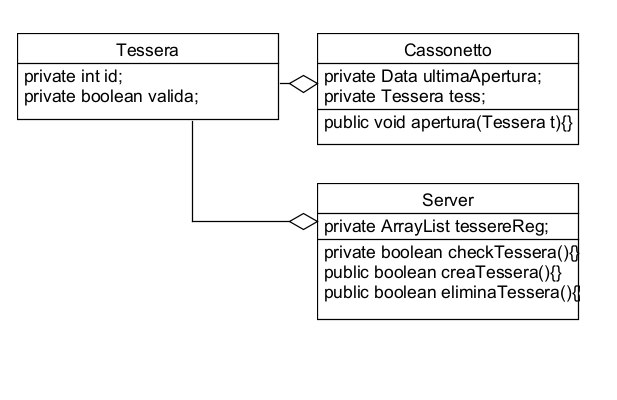 Tessera
private int id;
private boolean valida;
Cassonetto
private Data ultimaApertura;
private Tessera tess;
public void apertura(Tessera t){}
Server
private ArrayList tessereReg;
private boolean checkTessera(){}
public boolean creaTessera(){}
public boolean eliminaTessera(){